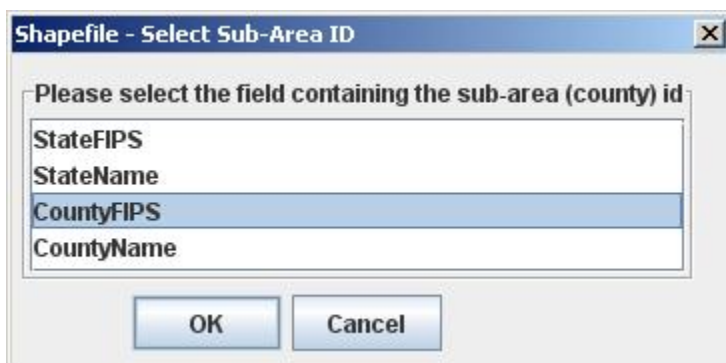 Shapefile - Select Sub-Area ID
Please select the field containing the sub-area (county) id
StateFIPS
StateName
CountyFIPS
CountyName
OK Cancel